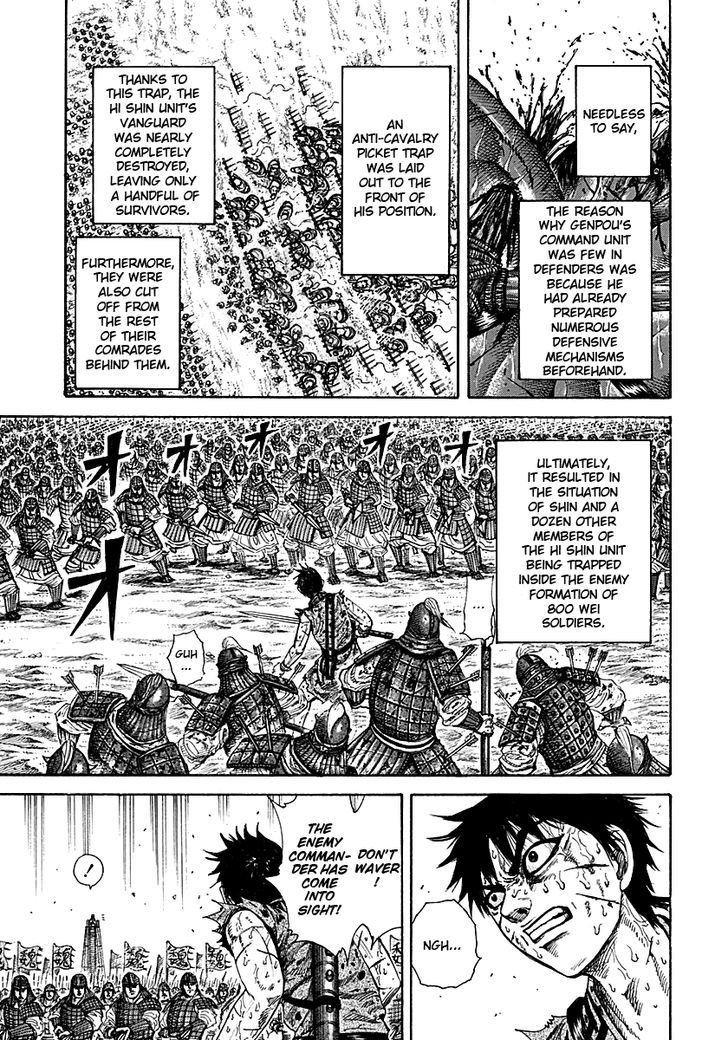 NEEDLESS
TO SAY,
THE REASON
WHY GENPOU'S
COMMAND UNIT
WAS FEW IN
DEFENDERS WAS
BECAUSE HE
HAD ALREADY
PREPARED
NUMEROUS
DEFENSIVE
MECHANISMS
BEFOREHAND.
AN
ANTI-CAVALRY
PICKET TRAP
WAS LAID
OUT TO THE
FRONT OF
HIS POSITION.
THANKS TO
THIS TRAP, THE
HI SHIN UNIT'S
VANGUARD
WAS NEARLY
COMPLETELY
DESTROYED,
LEAVING ONLY
A HANDFUL OF
SURVIVORS.
FURTHERMORE,
THEY WERE
ALSO CUT
OFF FROM
THE REST
OF THEIR
COMRADES
BEHIND THEM.
ULTIMATELY,
IT RESULTED IN
THE SITUATION
OF SHIN AND A
DOZEN OTHER
MEMBERS OF
THE HI SHIN UNIT
BEING TRAPPED
INSIDE THE ENEMY
FORMATION OF
800 WEI
SOLDIERS.
オオオオオ
...
GUH
...
NGH...
DON'T
WAVER
!
THE
ENEMY
COMMAN-
DER HAS
COME
INTO
SIGHT!
!